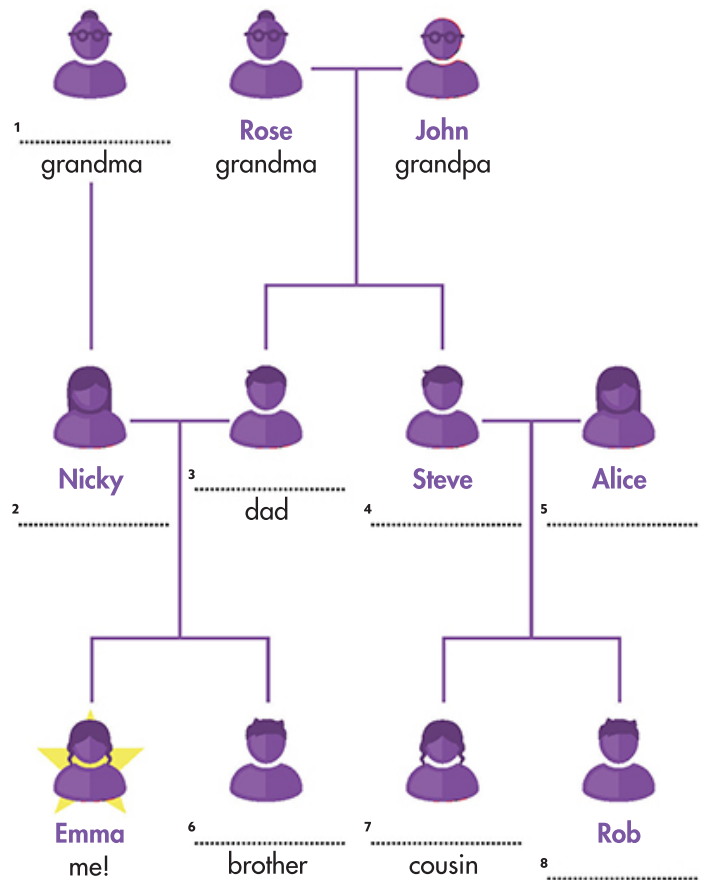 1
Rose John
grandma grandma grandpa
Nicky 3 Steve Alice
2 dad 4 5
Emma 6 7 Rob
me! brother cousin 8